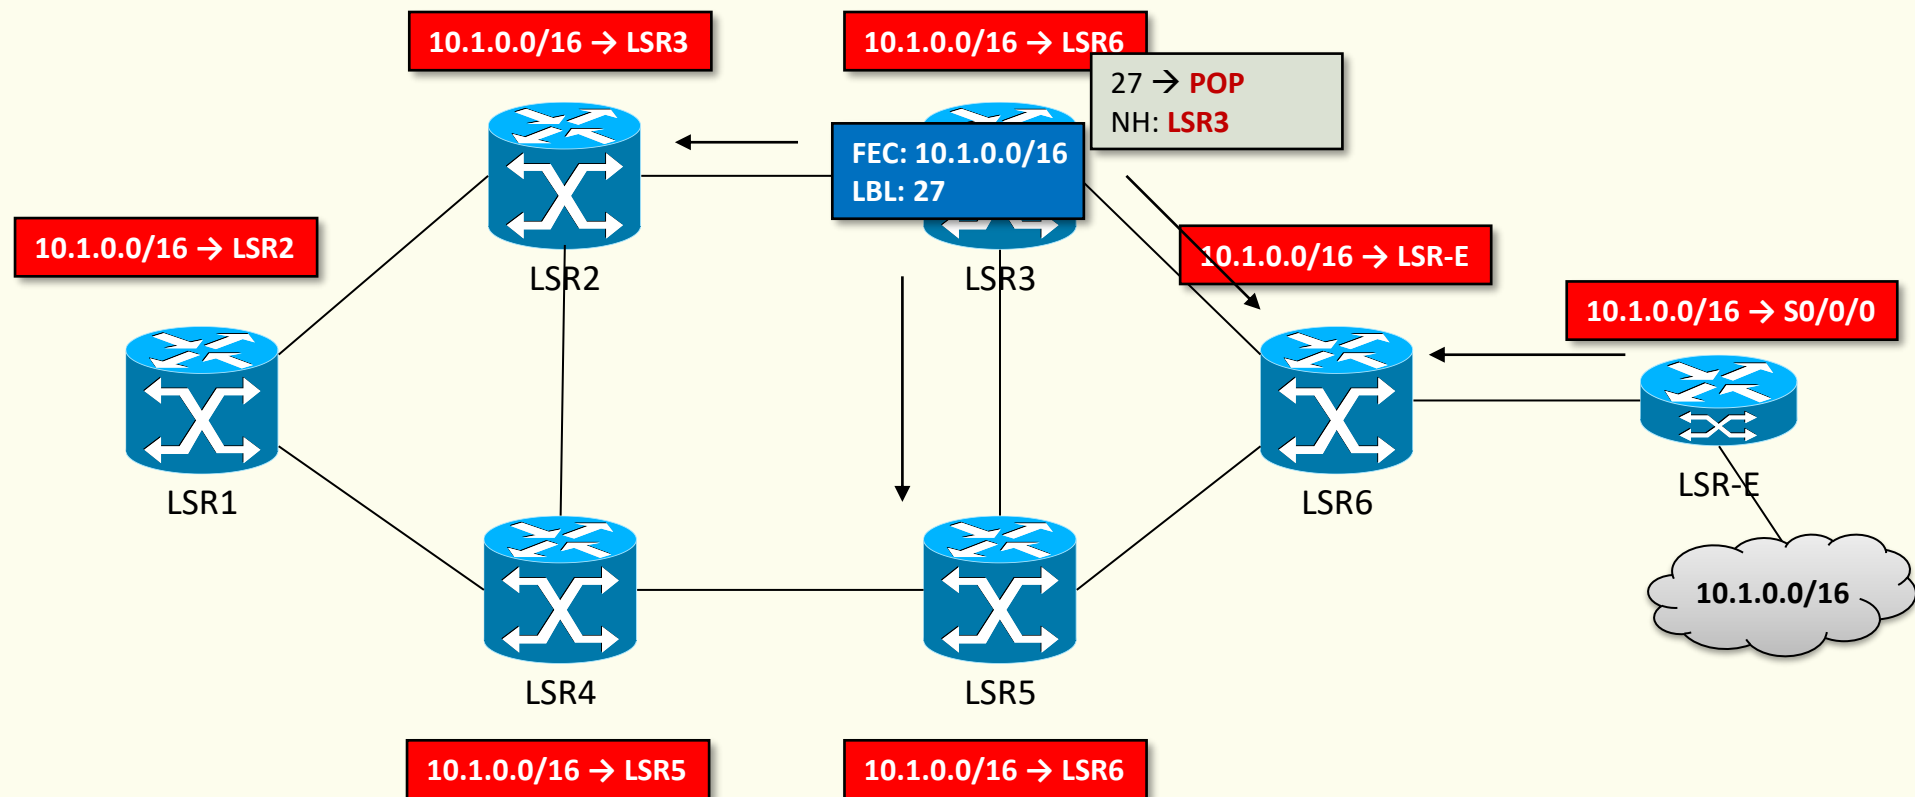 10.1.0.0/16 → LSR3
10.1.0.0/16 → LSR6
27 → POP
NH: LSR3
FEC: 10.1.0.0/16
LBL: 27
10.1.0.0/16 → LSR2
LSR2
LSR3
10.1.0.0/16 → LSR-E
10.1.0.0/16 → S0/0/0
LSR1
LSR6
LSR-E
10.1.0.0/16
LSR4
LSR5
10.1.0.0/16 → LSR5
10.1.0.0/16 → LSR6